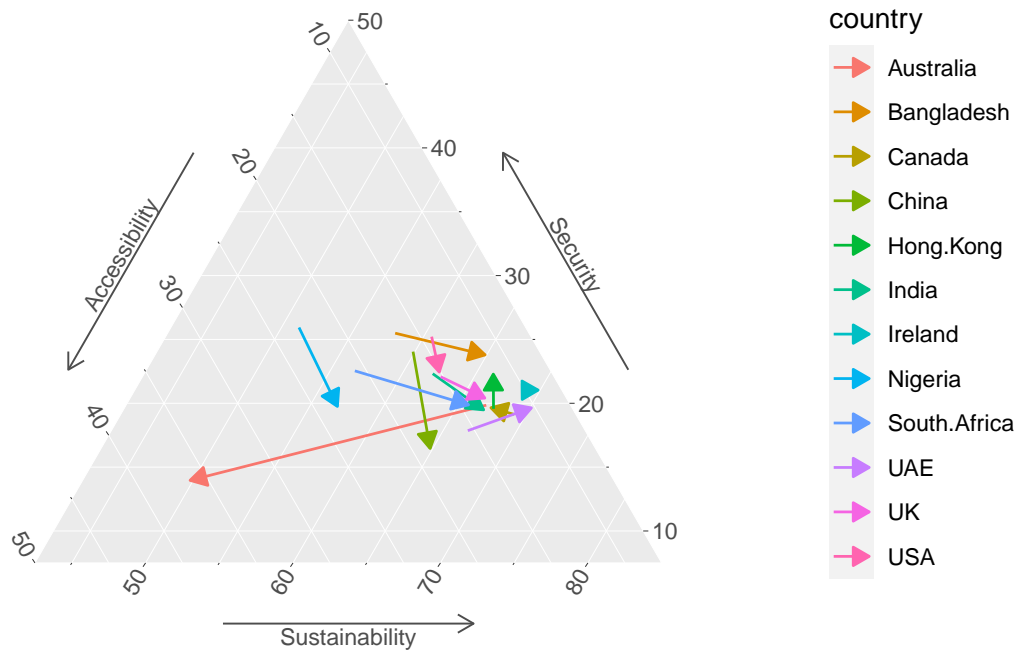 country
Australia
Bangladesh
Canada
China
Hong.Kong
India
Ireland
Nigeria
South.Africa
UAE
UK
USA
10
20
30
40
50
Accessibility
50
40
30
20
10
Security
50
60
70
80
Sustainability